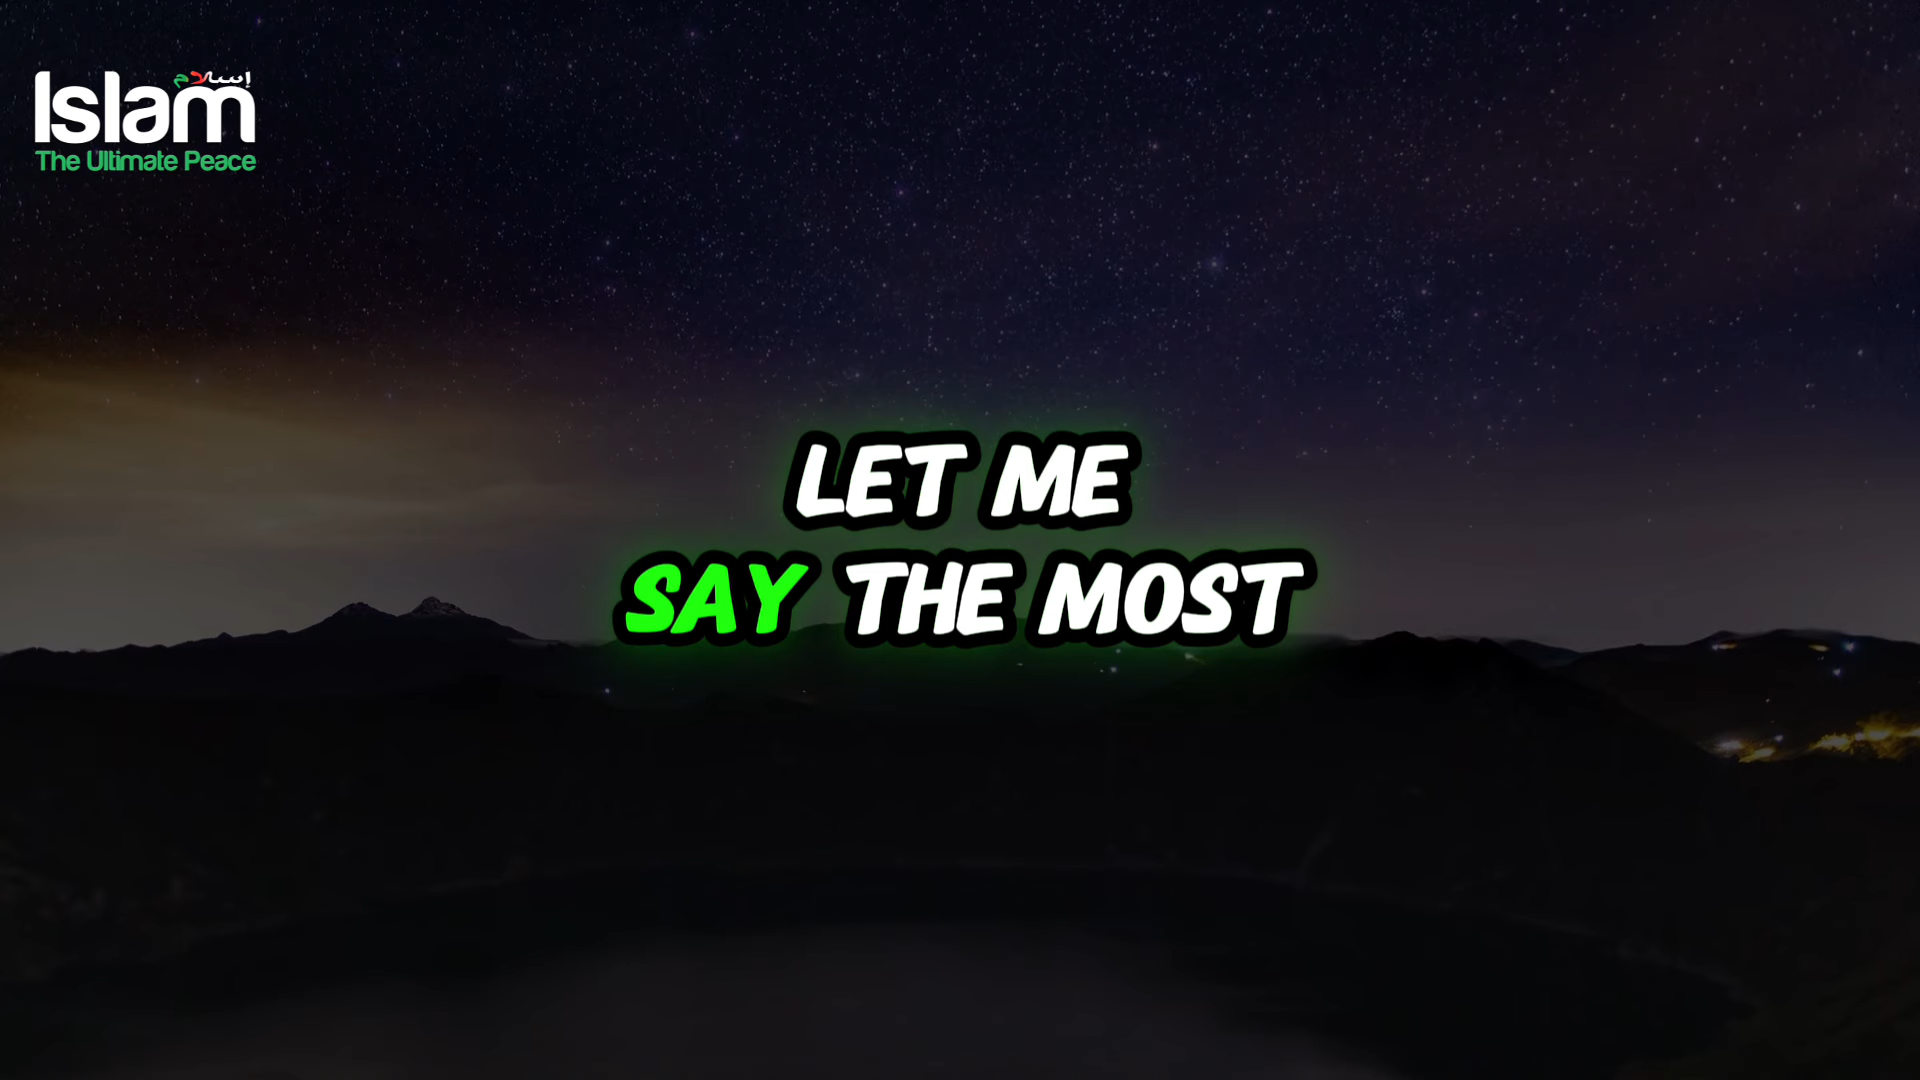 إسلام
Islam
The Ultimate Peace
LET ME
SAY THE MOST